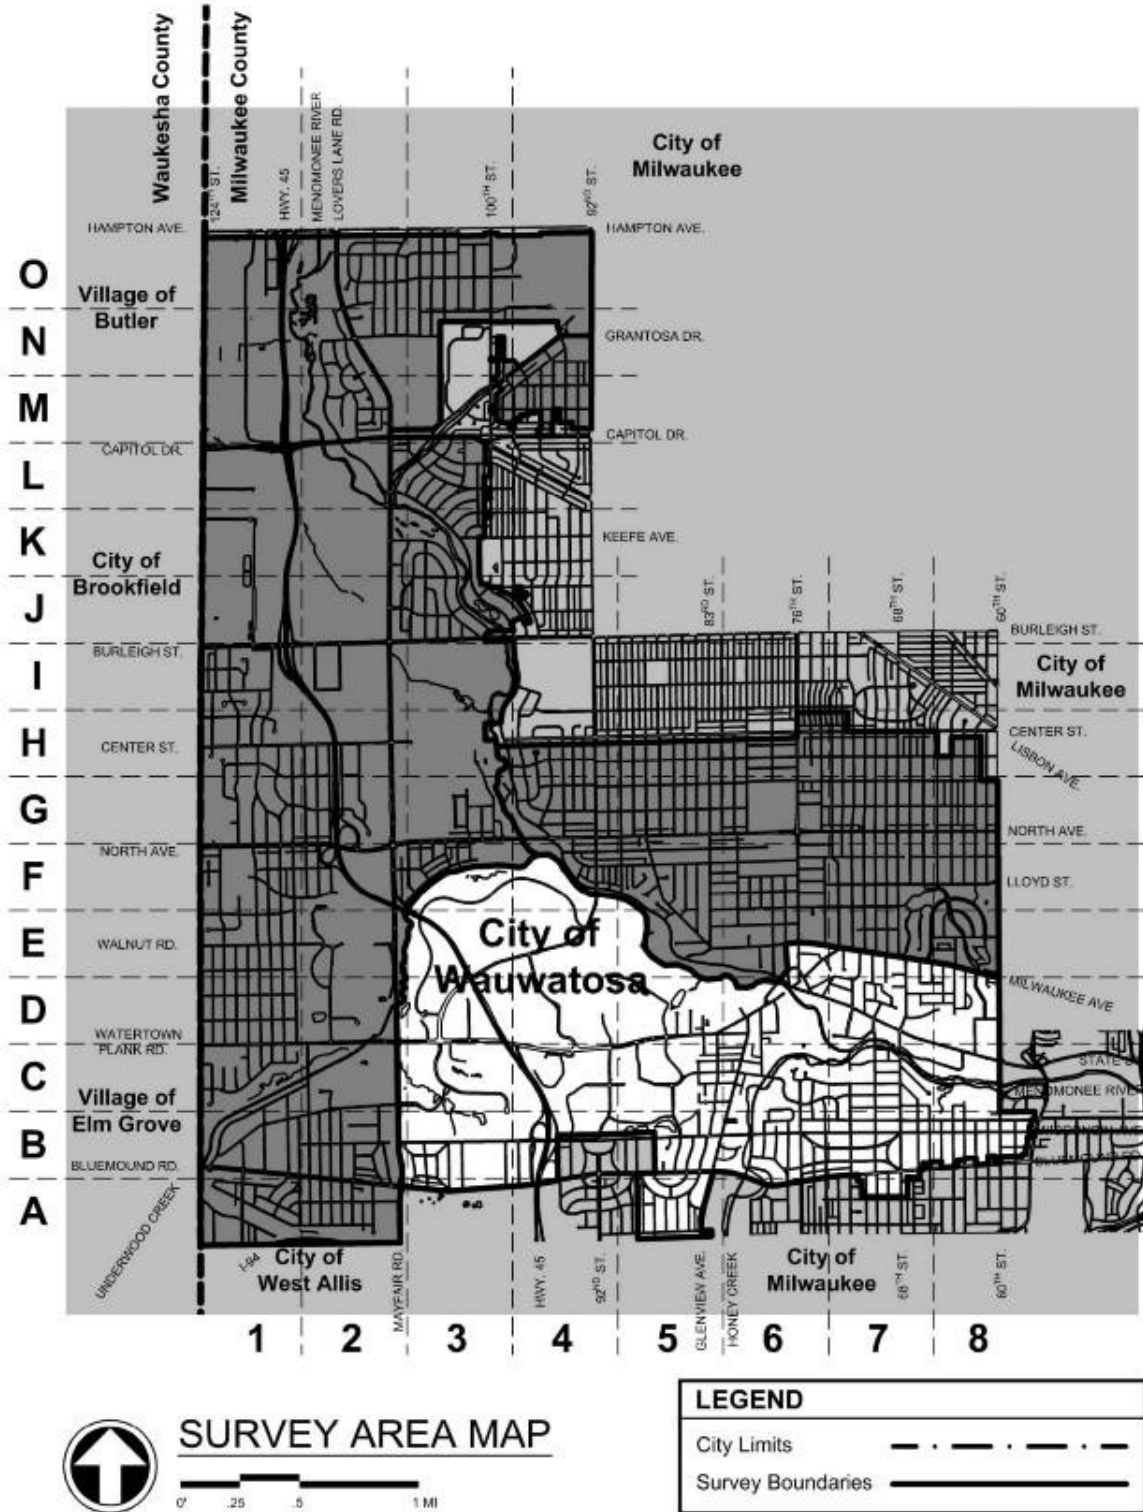 Waukesha County
Milwaukee County
124TH ST.
HWY. 45
MENOMONEE RIVER
LOVERS LANE RD.
100TH ST.
92ND ST.
City of
Milwaukee
HAMPTON AVE.
HAMPTON AVE.
O
Village of
Butler
N
GRANTOSA DR.
M
CAPITOL DR.
CAPITOL DR.
L
K
KEEFE AVE.
City of
Brookfield
J
83RD ST.
76TH ST.
68TH ST.
60TH ST.
BURLEIGH ST.
BURLEIGH ST.
I
City of
Milwaukee
H
CENTER ST.
CENTER ST.
LISBON AVE.
G
NORTH AVE.
NORTH AVE.
F
LLOYD ST.
E
WALNUT RD.
City of
Wauwatosa
D
MILWAUKEE AVE
WATERTOWN
PLANK RD.
C
STATE S
MENOMONEE RIVER
Village of
Elm Grove
B
WISCONSIN AVE
BLUEMOUND RD.
BLUEMOUND RD.
A
UNDERWOOD CREEK
I-94
City of
West Allis
MAYFAIR RD.
HWY. 45
92ND ST.
GLENVIEW AVE.
HONEY CREEK
City of
Milwaukee
68TH ST.
60TH ST.
1 2 3 4 5 6 7 8
SURVEY AREA MAP
0' .25 .5 1 MI
LEGEND
City Limits
Survey Boundaries